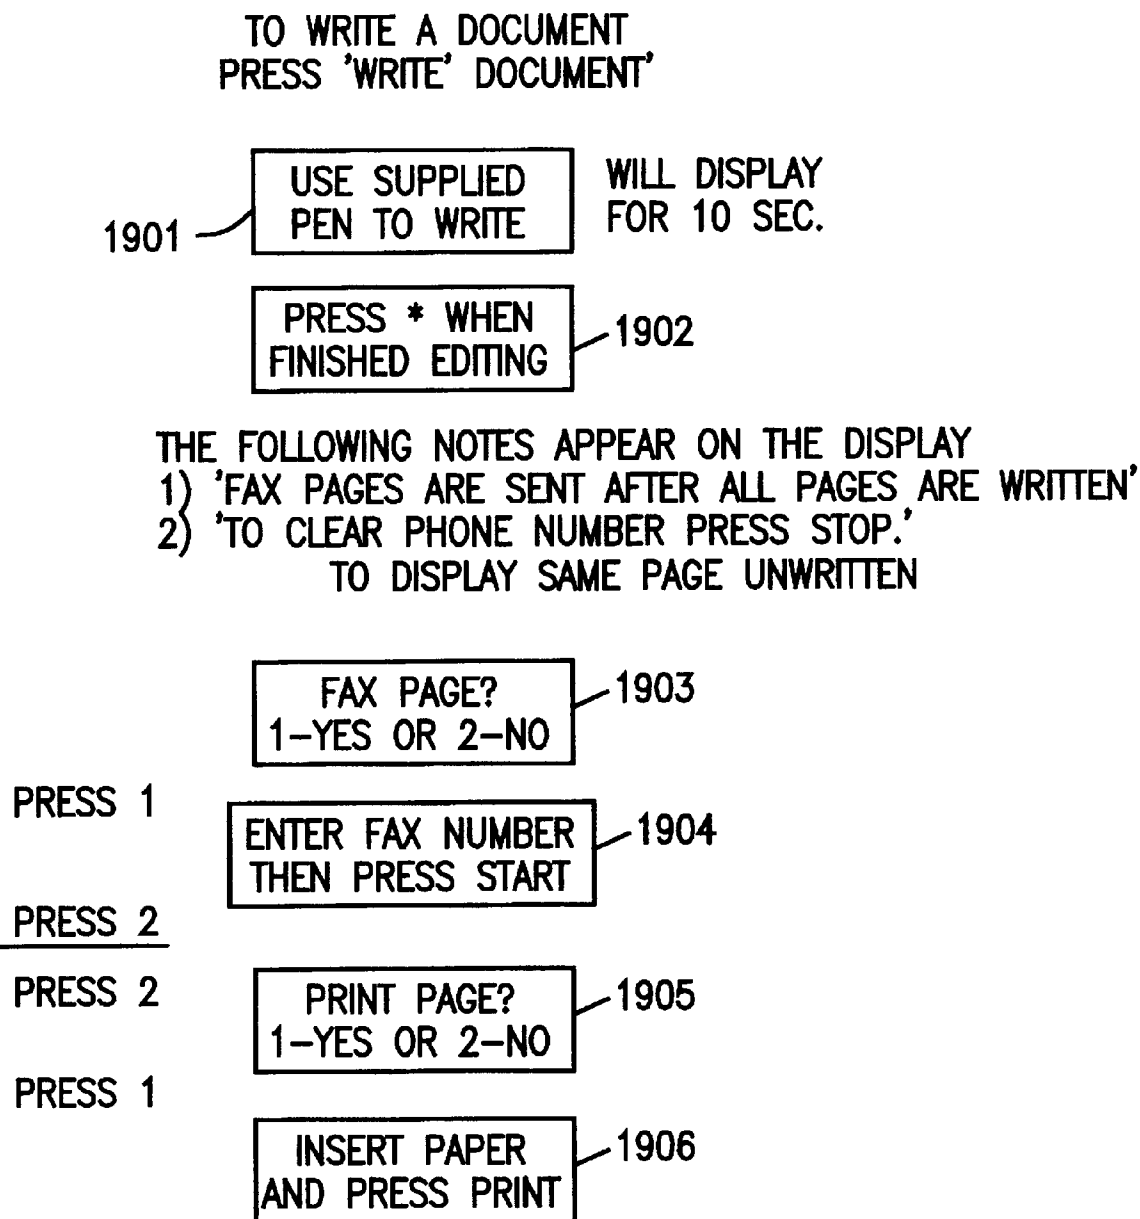 TO WRITE A DOCUMENT
PRESS 'WRITE' DOCUMENT'
USE SUPPLIED
PEN TO WRITE
WILL DISPLAY
FOR 10 SEC.
1901
PRESS * WHEN
FINISHED EDITING
1902
THE FOLLOWING NOTES APPEAR ON THE DISPLAY
1) 'FAX PAGES ARE SENT AFTER ALL PAGES ARE WRITTEN'
2) 'TO CLEAR PHONE NUMBER PRESS STOP.'
TO DISPLAY SAME PAGE UNWRITTEN
FAX PAGE?
1-YES OR 2-NO
1903
PRESS 1
ENTER FAX NUMBER
THEN PRESS START
1904
PRESS 2
PRESS 2
PRINT PAGE?
1-YES OR 2-NO
1905
PRESS 1
INSERT PAPER
AND PRESS PRINT
1906